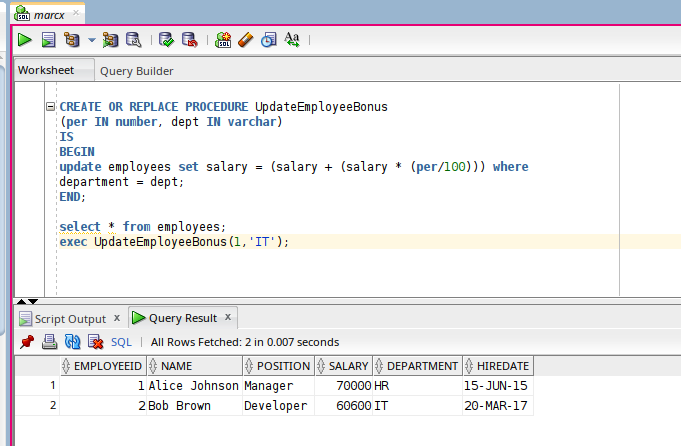 marcx
Worksheet Query Builder
CREATE OR REPLACE PROCEDURE UpdateEmployeeBonus
(per IN number, dept IN varchar)
IS
BEGIN
update employees set salary = (salary + (salary * (per/100))) where
department = dept;
END;
select * from employees;
exec UpdateEmployeeBonus(1,'IT');
Script Output x Query Result x
SQL | All Rows Fetched: 2 in 0.007 seconds
EMPLOYEEID NAME POSITION SALARY DEPARTMENT HIREDATE
1 1 Alice Johnson Manager 70000 HR 15-JUN-15
2 2 Bob Brown Developer 60600 IT 20-MAR-17